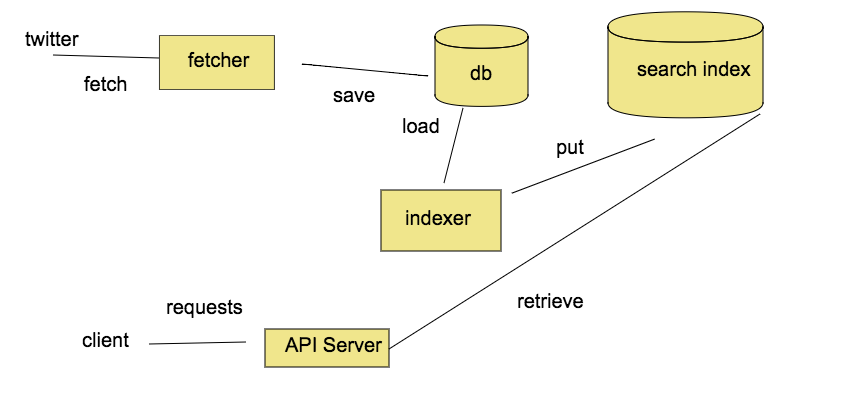 twitter
fetch
fetcher
save
db
search index
load
put
indexer
requests
retrieve
client
API Server